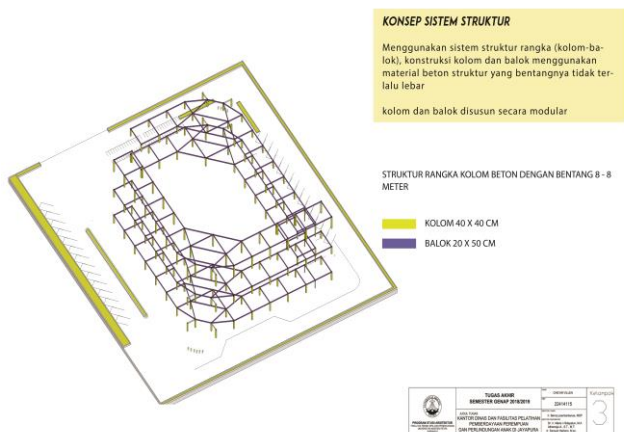 KONSEP SISTEM STRUKTUR
Menggunakan sistem struktur rangka (kolom-ba-
lok), konstruksi kolom dan balok menggunakan
material beton struktur yang bentangnya tidak ter-
lalu lebar
kolom dan balok disusun secara modular
STRUKTUR RANGKA KOLOM BETON DENGAN BENTANG 8 - 8
METER
KOLOM 40 X 40 CM
BALOK 20 X 50 CM
TUGAS AKHIR
SEMESTER GENAP 2018/2019
KANTOR DINAS DAN FASILITAS PELATIHAN
PEMBERDAYAAN PEREMPUAN
DAN PERLINDUNGAN ANAK DI JAYAPURA
Kelompok
3